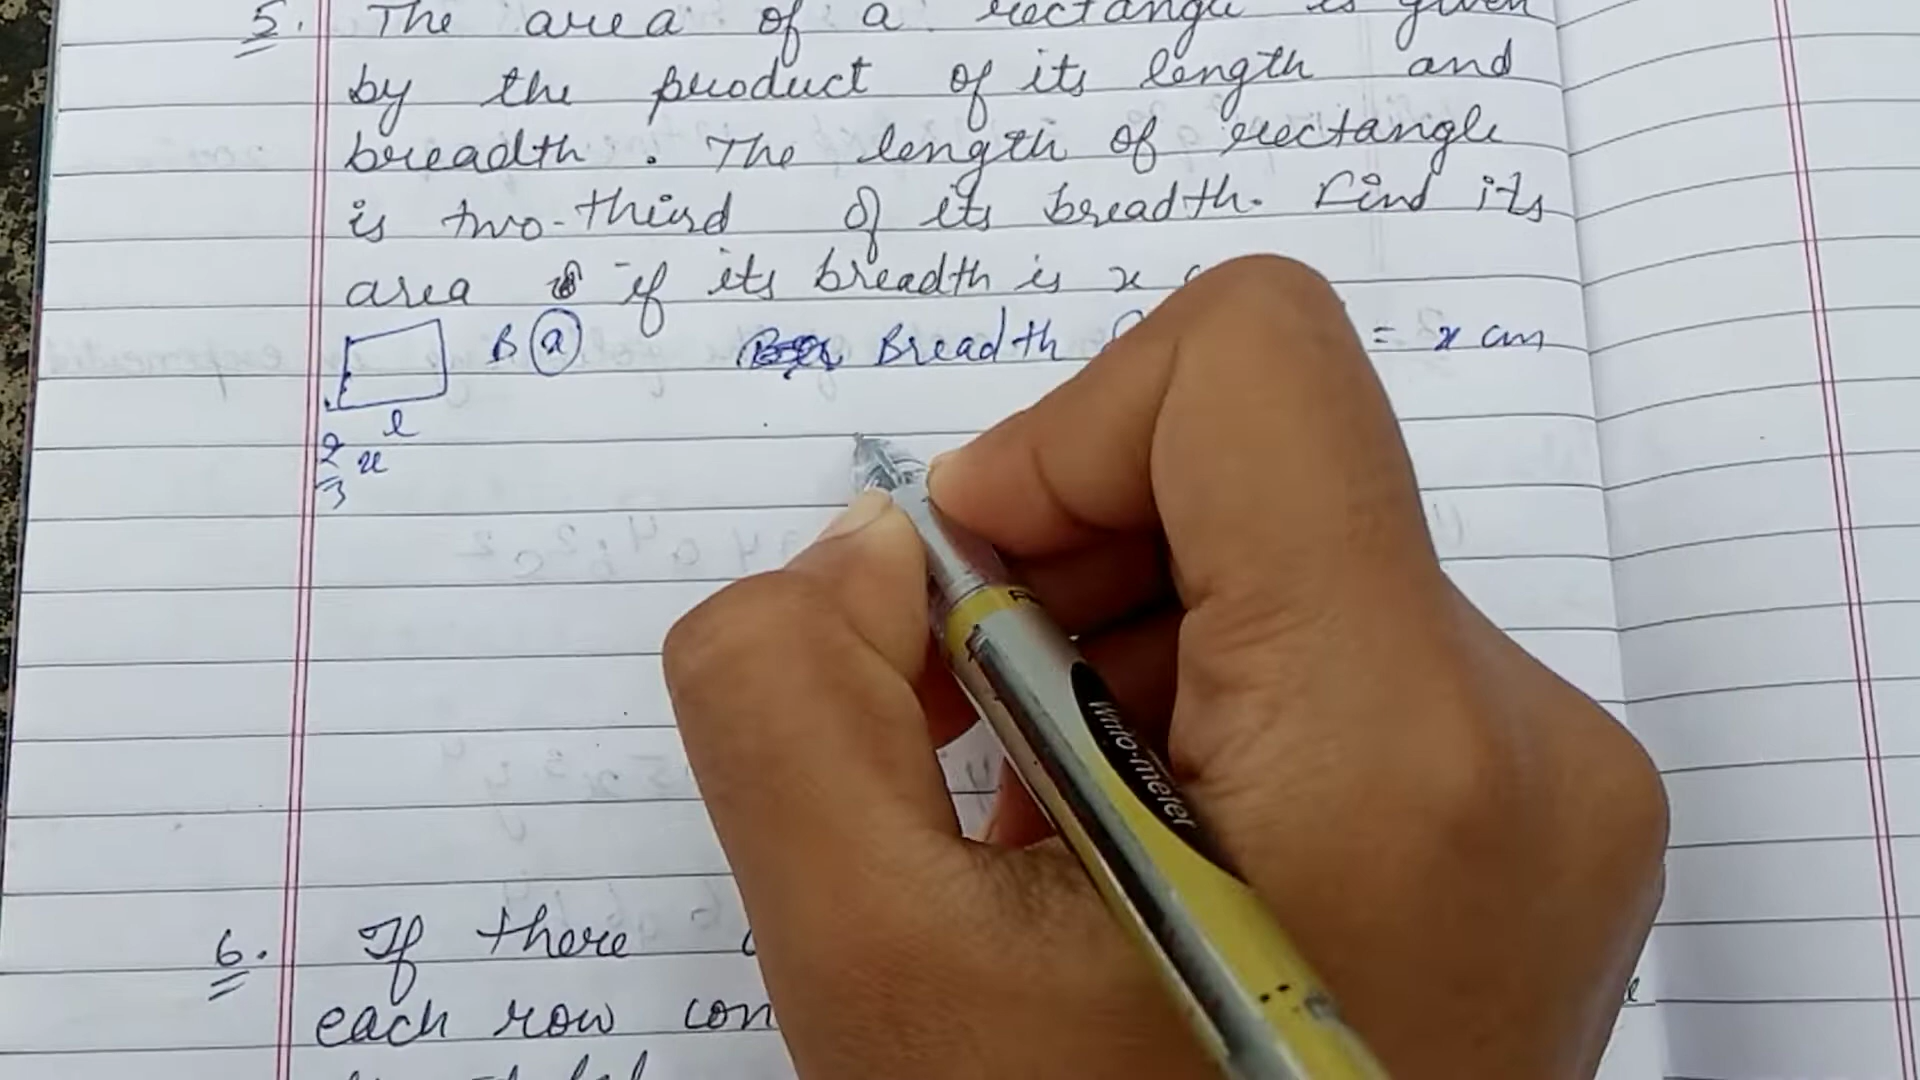 5. The area of a rectangle is given
by the product of its length and
breadth. The length of rectangle
is two-third of its breadth. Find its
area if its breadth is x
B x Breadth = x cm
l
2/3 x
6. If there
each row con
Wino-meter